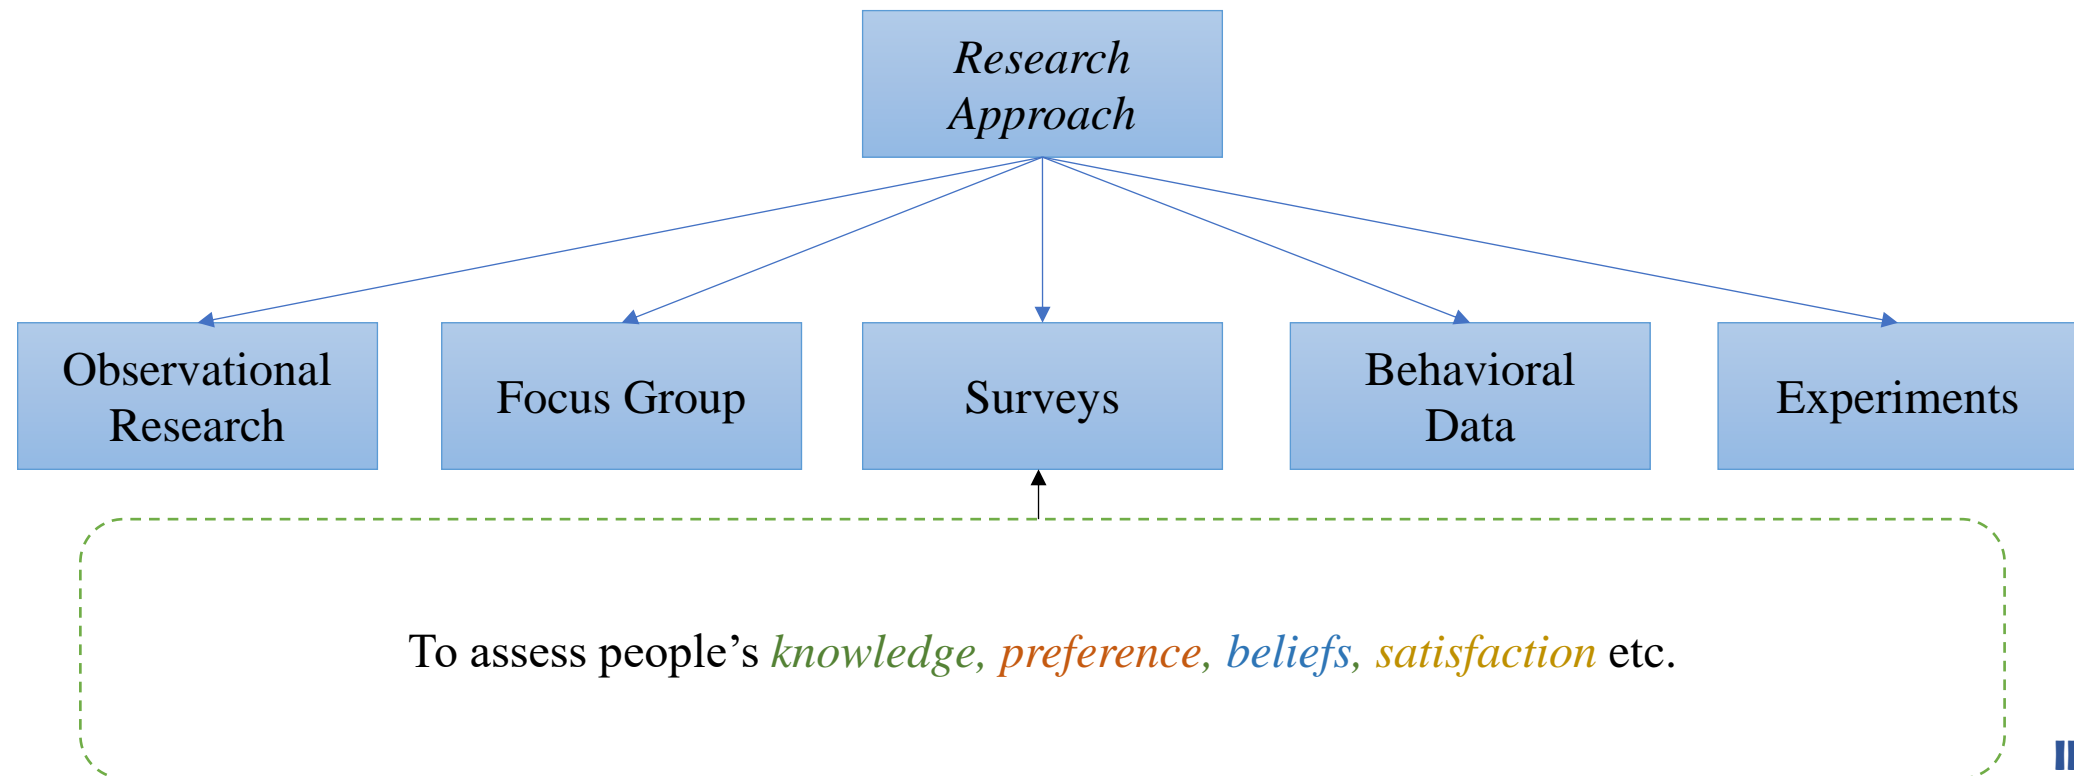 Research
Approach
Observational
Research
Focus Group
Surveys
Behavioral
Data
Experiments
To assess people’s knowledge, preference, beliefs, satisfaction etc.